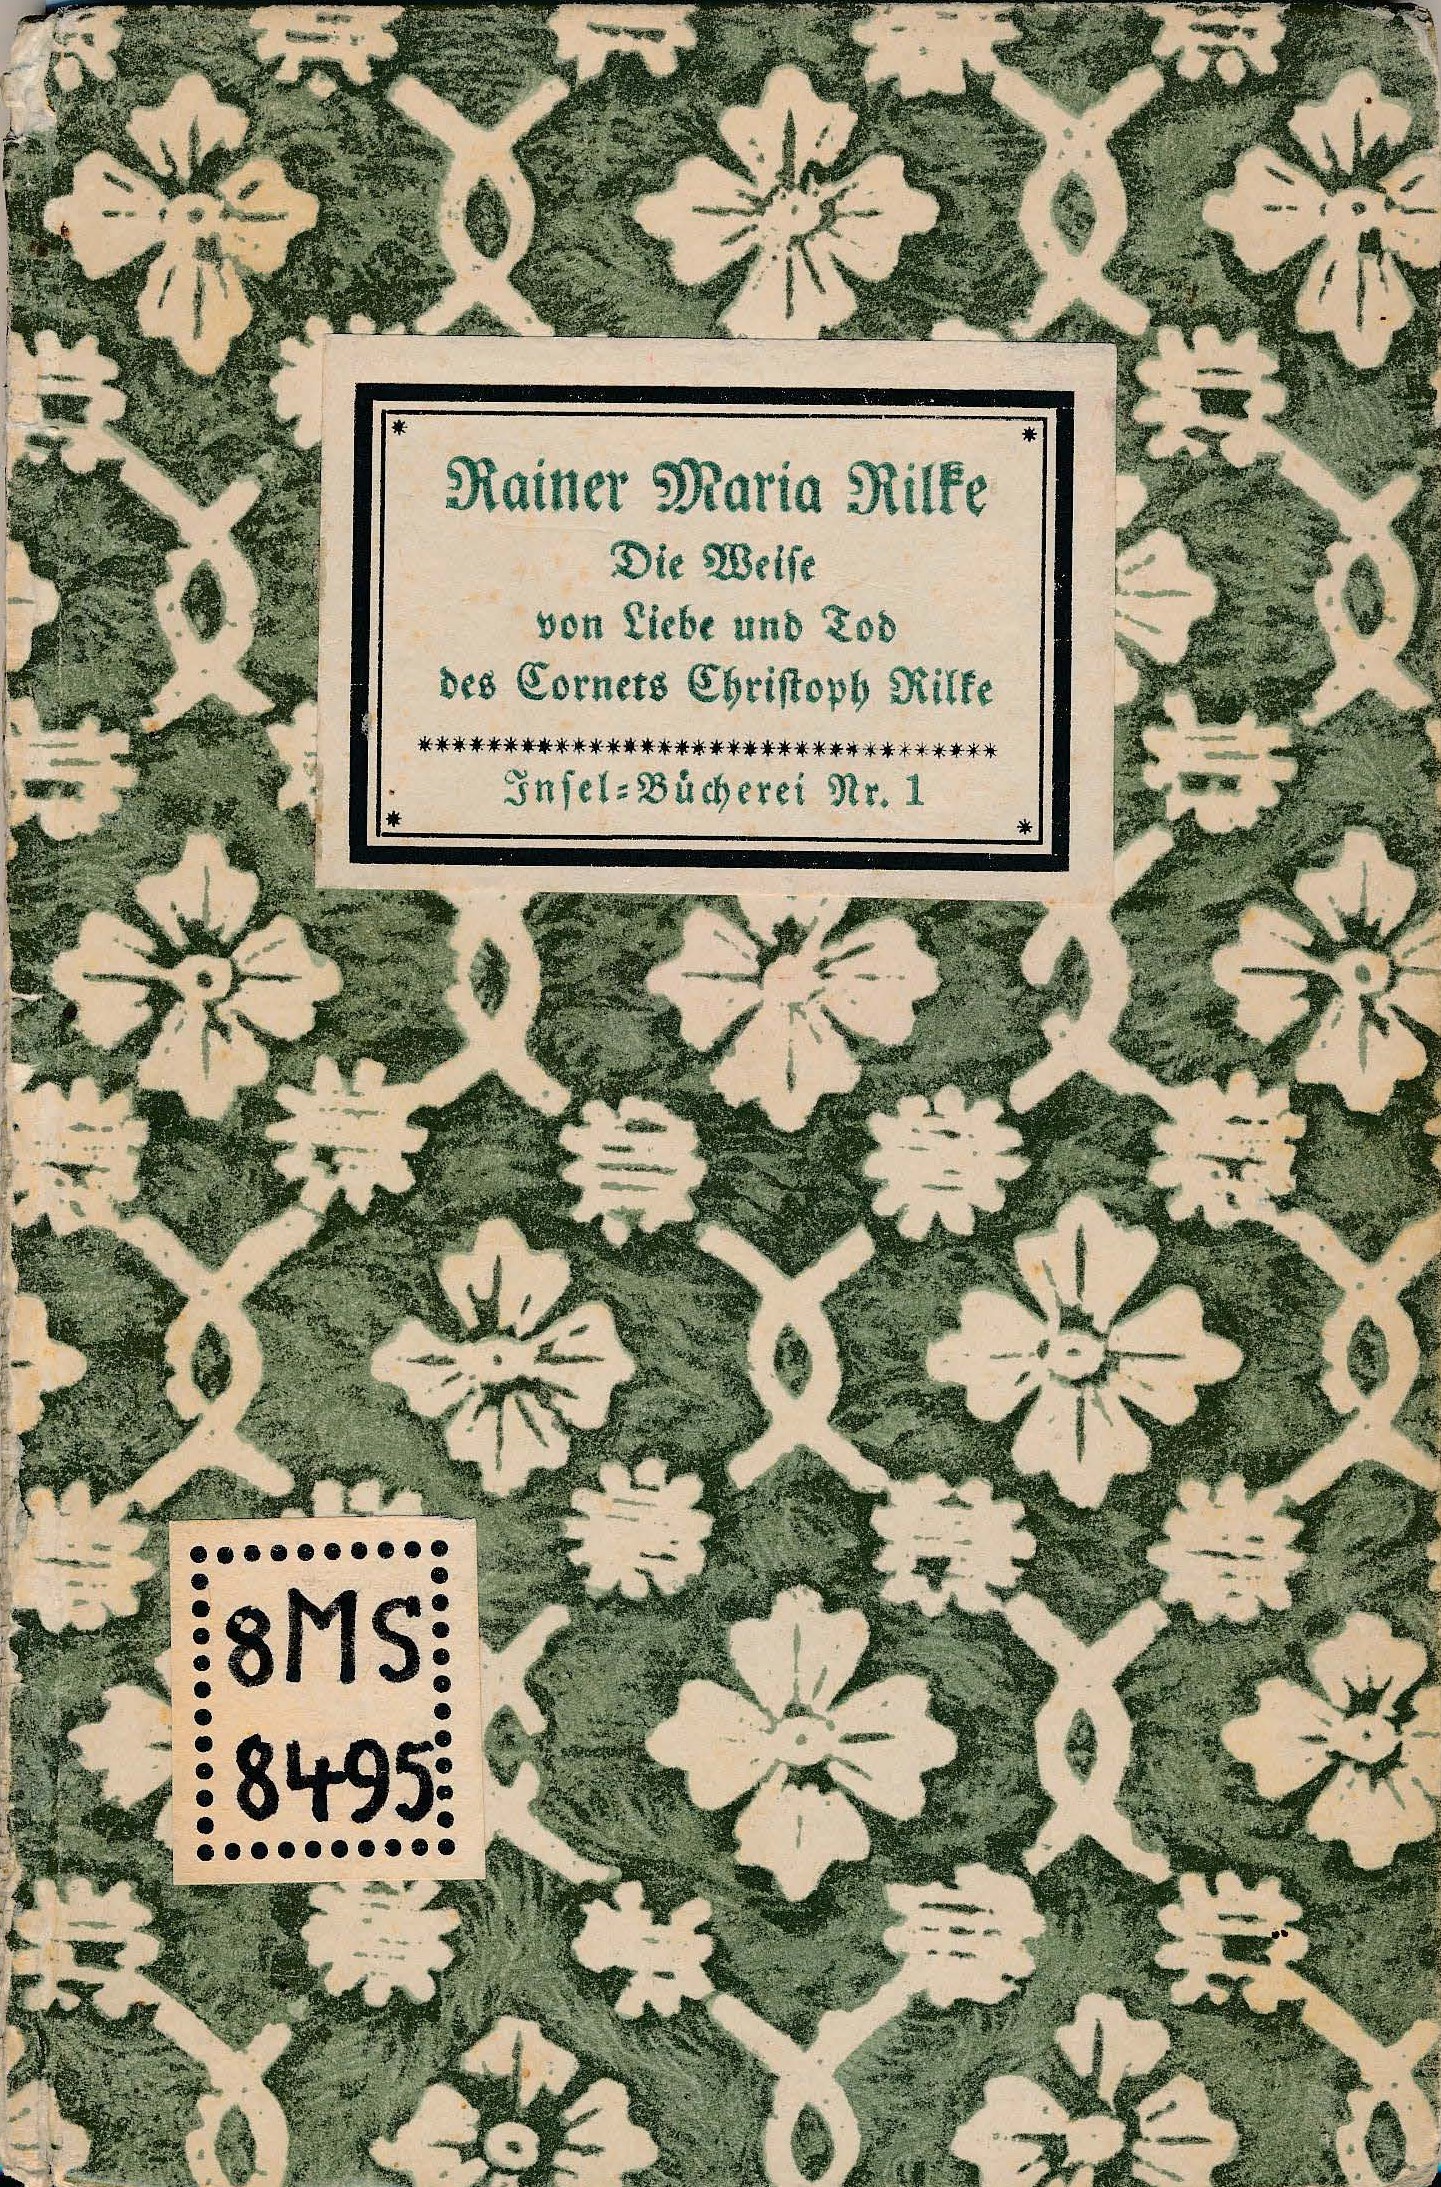 Rainer Maria Rilke
Die Weiſe
von Liebe und Tod
des Cornets Chriſtoph Rilke
Inſel=Bücherei Nr. 1
8MS
8495